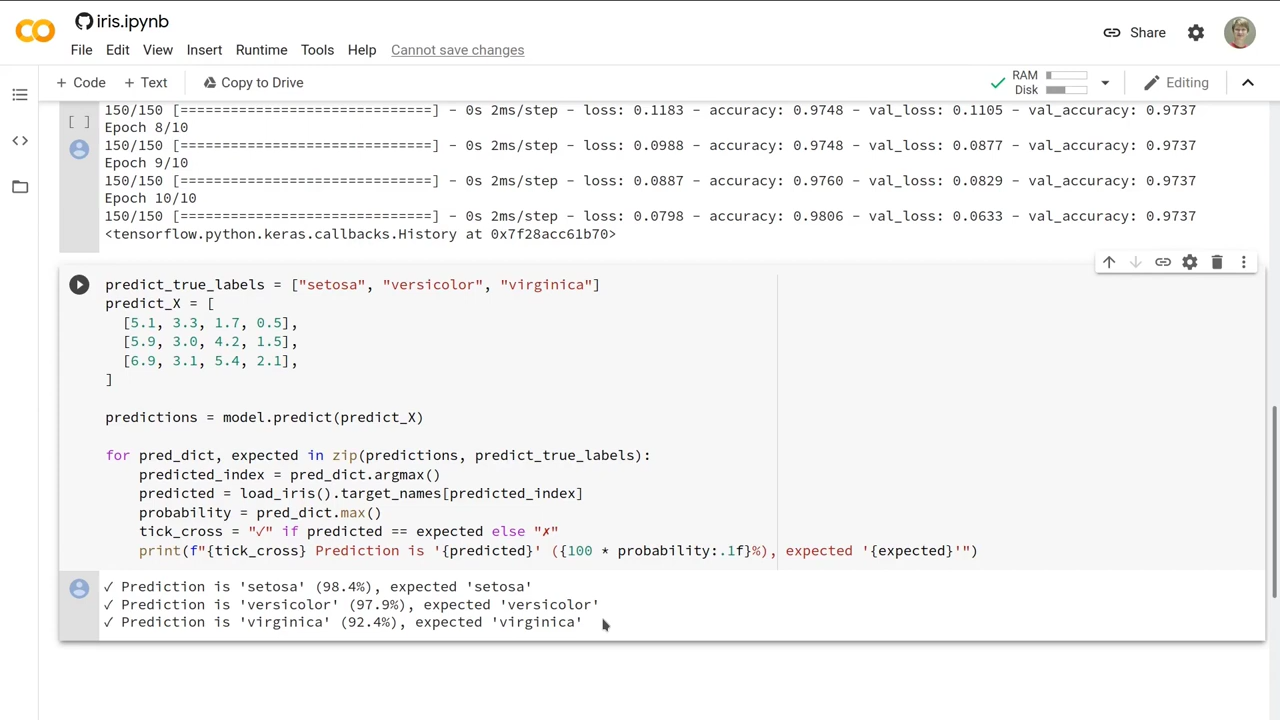 iris.ipynb
File Edit View Insert Runtime Tools Help Cannot save changes
Share
+ Code + Text Copy to Drive
RAM
Disk
Editing
150/150 [==============================] - 0s 2ms/step - loss: 0.1183 - accuracy: 0.9748 - val_loss: 0.1105 - val_accuracy: 0.9737
[ ]
Epoch 8/10
150/150 [==============================] - 0s 2ms/step - loss: 0.0988 - accuracy: 0.9748 - val_loss: 0.0877 - val_accuracy: 0.9737
Epoch 9/10
150/150 [==============================] - 0s 2ms/step - loss: 0.0887 - accuracy: 0.9760 - val_loss: 0.0829 - val_accuracy: 0.9737
Epoch 10/10
150/150 [==============================] - 0s 2ms/step - loss: 0.0798 - accuracy: 0.9806 - val_loss: 0.0633 - val_accuracy: 0.9737
<tensorflow.python.keras.callbacks.History at 0x7f28acc61b70>
predict_true_labels = ["setosa", "versicolor", "virginica"]
predict_X = [
  [5.1, 3.3, 1.7, 0.5],
  [5.9, 3.0, 4.2, 1.5],
  [6.9, 3.1, 5.4, 2.1],
]
predictions = model.predict(predict_X)
for pred_dict, expected in zip(predictions, predict_true_labels):
    predicted_index = pred_dict.argmax()
    predicted = load_iris().target_names[predicted_index]
    probability = pred_dict.max()
    tick_cross = "✓" if predicted == expected else "✗"
    print(f"{tick_cross} Prediction is '{predicted}' ({100 * probability:.1f}%), expected '{expected}'")
✓ Prediction is 'setosa' (98.4%), expected 'setosa'
✓ Prediction is 'versicolor' (97.9%), expected 'versicolor'
✓ Prediction is 'virginica' (92.4%), expected 'virginica'